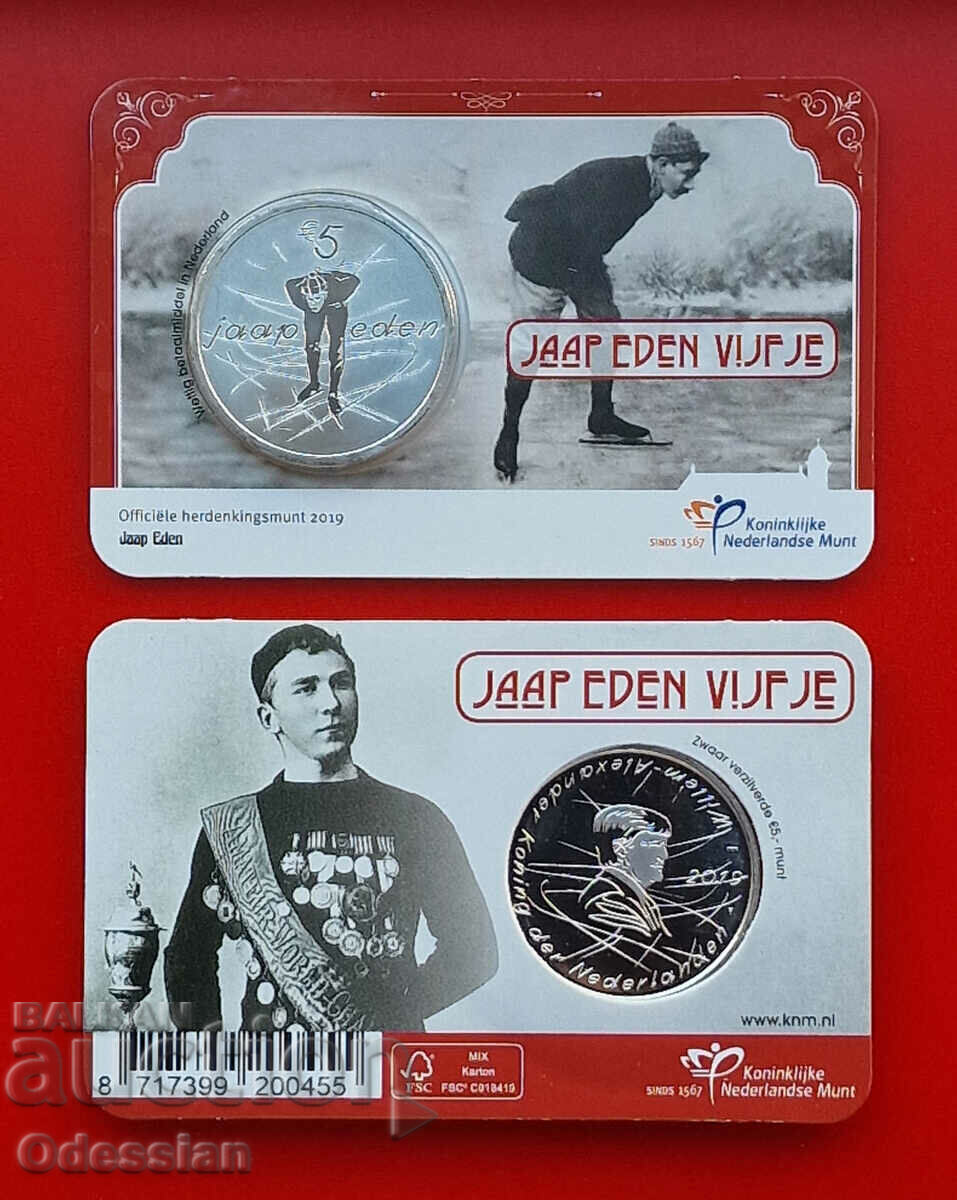 €5
jaap eden
Wettig betaalmiddel in Nederland
JAAP EDEN VIJFJE
Officiële herdenkingsmunt 2019
Jaap Eden
SINDS 1567
Koninklijke
Nederlandse Munt
JAAP EDEN VIJFJE
Zwaar verzilverde €5,- munt
Willem-Alexander Koning der Nederlanden
2019
www.knm.nl
8 717399 200455
FSC
MIX
Karton
FSC® C018419
SINDS 1567
Koninklijke
Nederlandse Munt
BALKAN
auction
Odessian